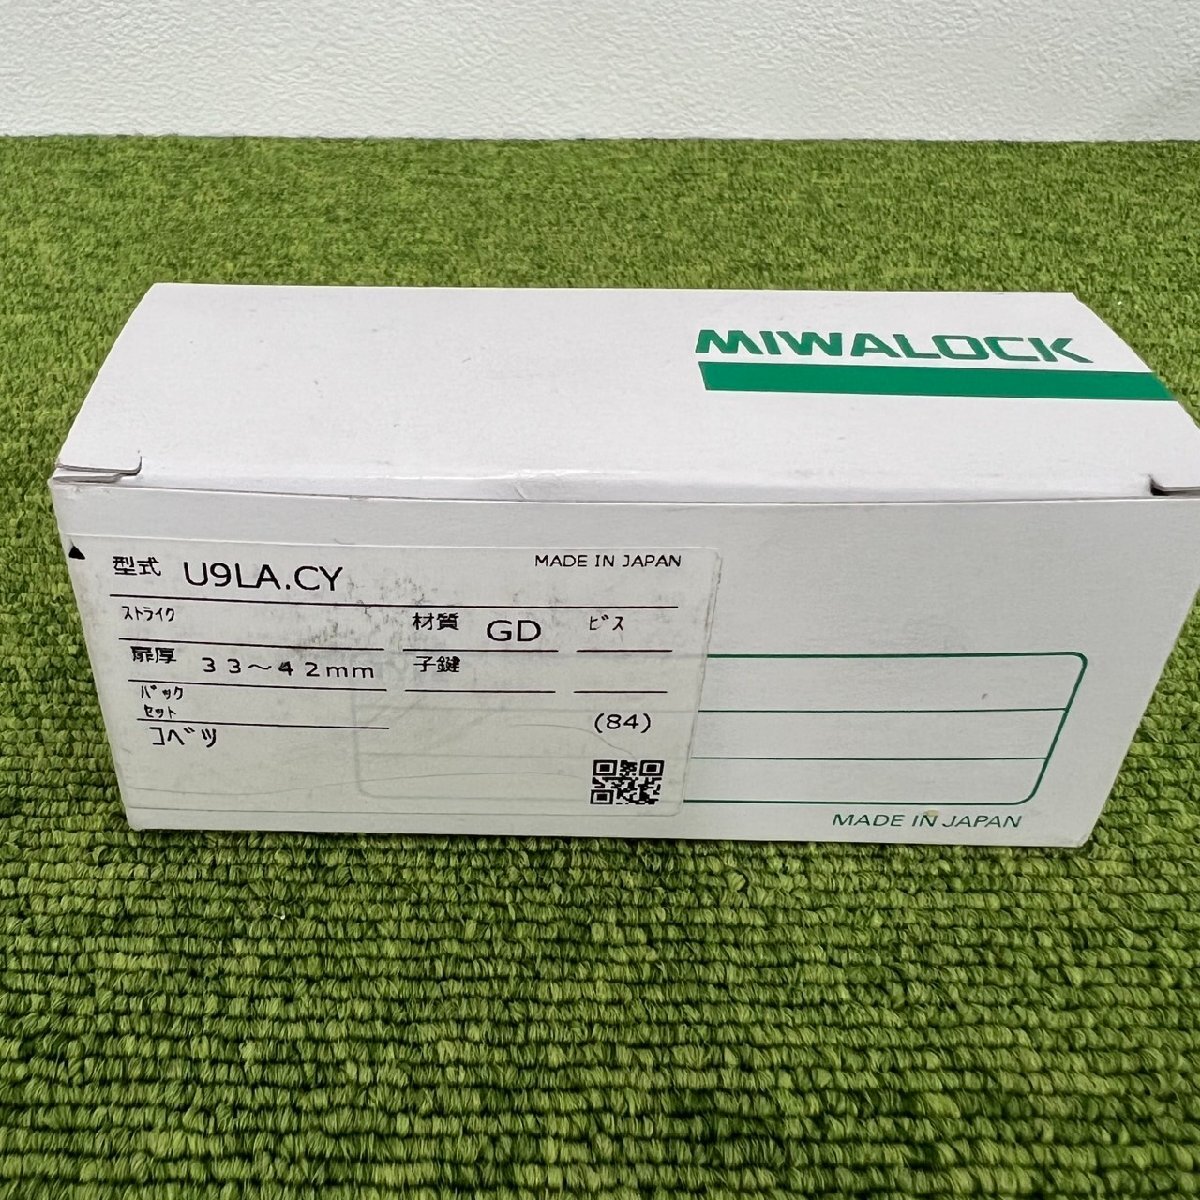 MIWALOCK
型式 U9LA.CY MADE IN JAPAN
ストライク 材質 GD ビス
扉厚 33~42mm 子鍵
バック
セット
コベツ (84)
MADE IN JAPAN